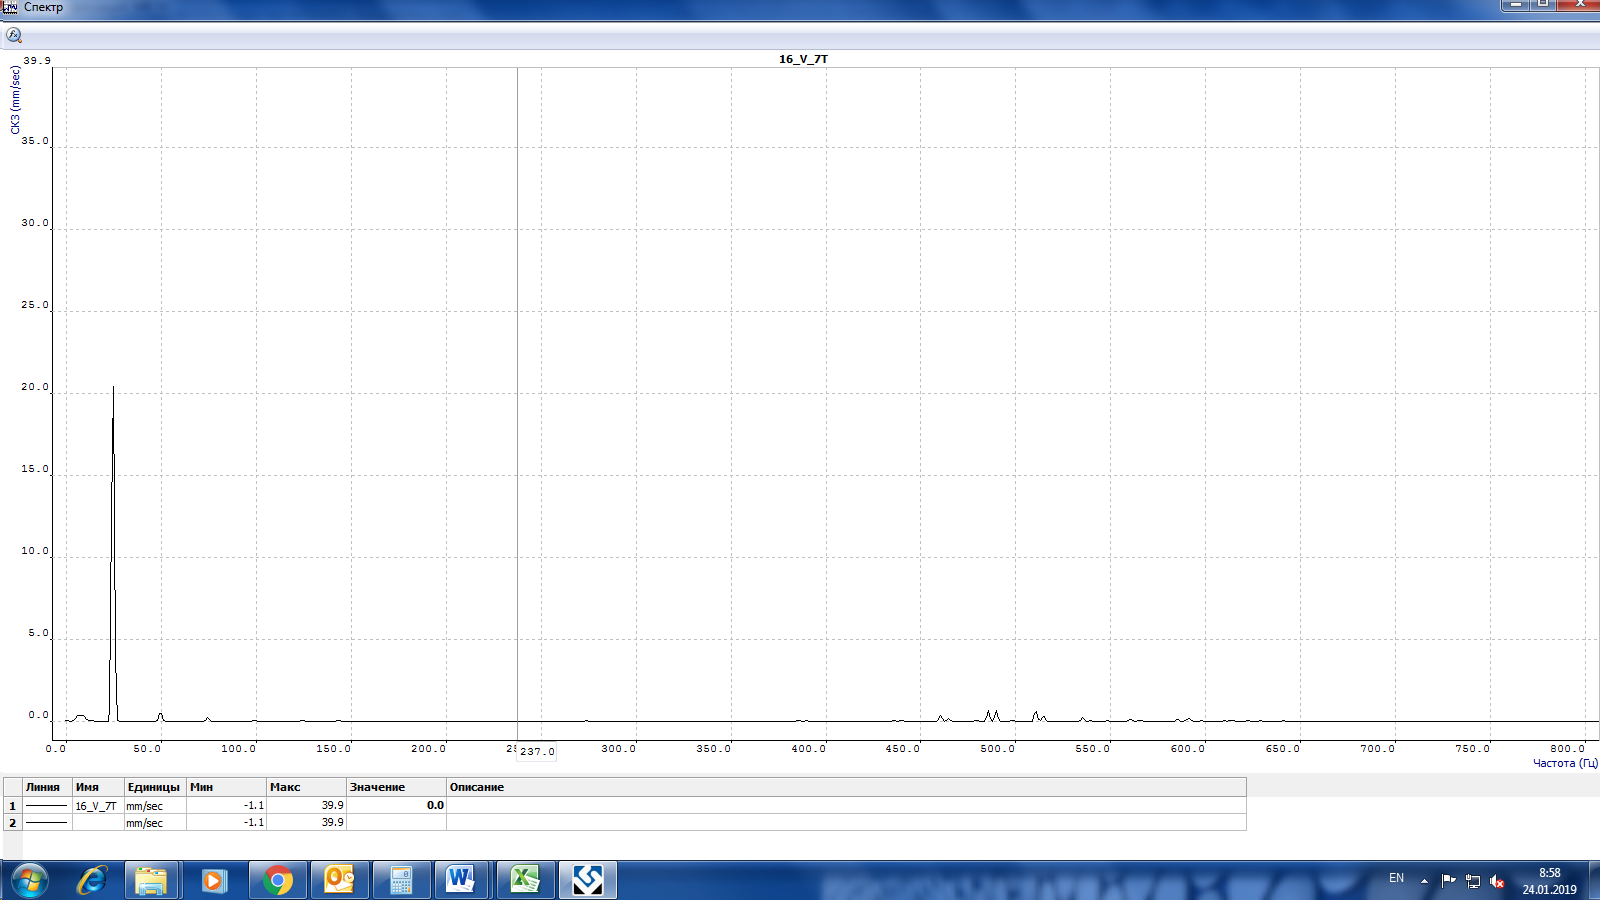 Спектр
16_V_7T
39.9
СКЗ (mm/sec)
35.0
30.0
25.0
20.0
15.0
10.0
5.0
0.0
0.0 50.0 100.0 150.0 200.0 237.0 300.0 350.0 400.0 450.0 500.0 550.0 600.0 650.0 700.0 750.0 800.0
Частота (Гц)
Линия Имя Единицы Мин Макс Значение Описание
1 16_V_7T mm/sec -1.1 39.9 0.0
2 mm/sec -1.1 39.9
EN 8:58
24.01.2019